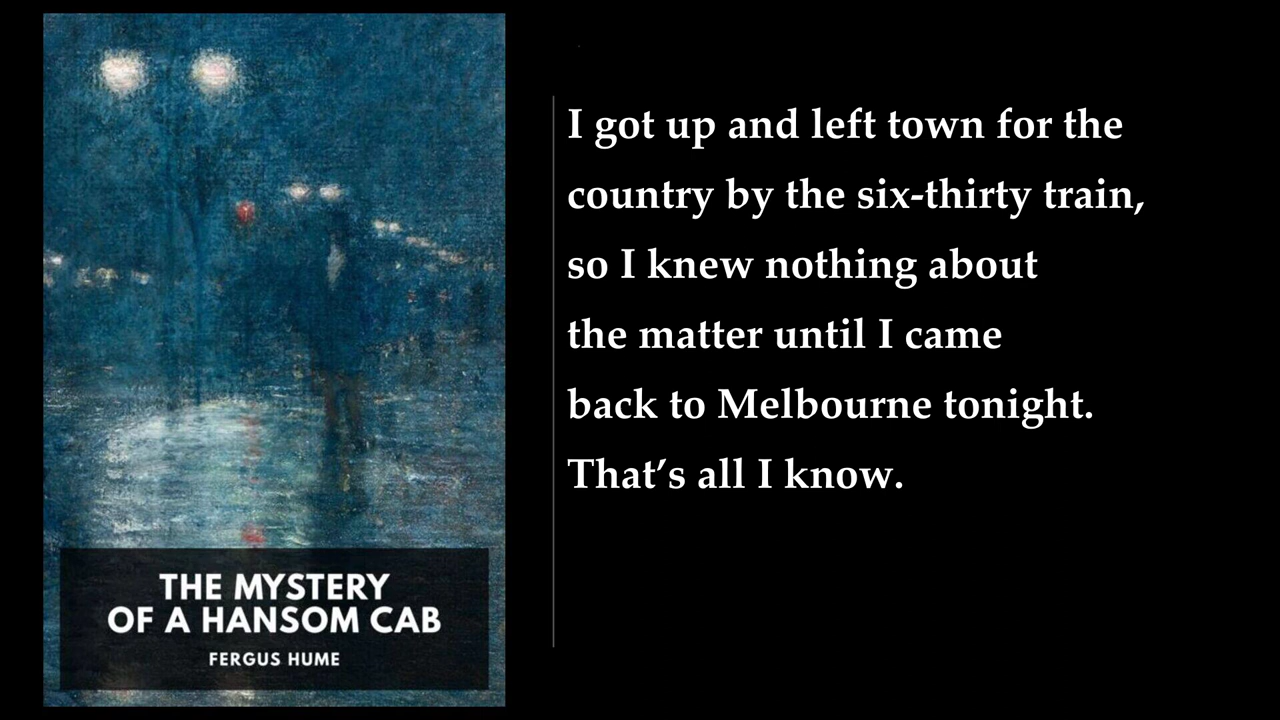 THE MYSTERY
OF A HANSOM CAB
FERGUS HUME
I got up and left town for the
country by the six-thirty train,
so I knew nothing about
the matter until I came
back to Melbourne tonight.
That’s all I know.